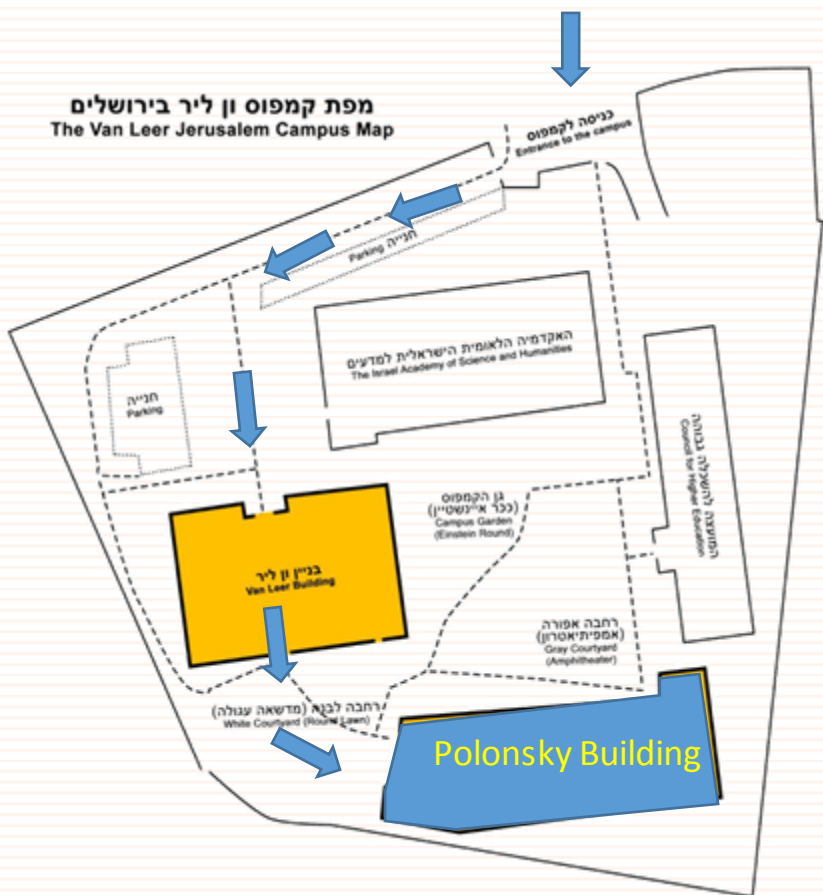 מפת קמפוס ון ליר בירושלים
The Van Leer Jerusalem Campus Map
כניסה לקמפוס
Entrance to the campus
חנייה
Parking
האקדמיה הלאומית הישראלית למדעים
The Israel Academy of Science and Humanities
חנייה
Parking
המועצה להשכלה גבוהה
Council for Higher Education
גן הקמפוס
(ככר איינשטיין)
Campus Garden
(Einstein Round)
בניין ון ליר
Van Leer Building
רחבה אפורה
(אמפיתיאטרון)
Gray Courtyard
(Amphitheater)
רחבה לבנה (מדשאה עגולה)
White Courtyard (Round Lawn)
Polonsky Building